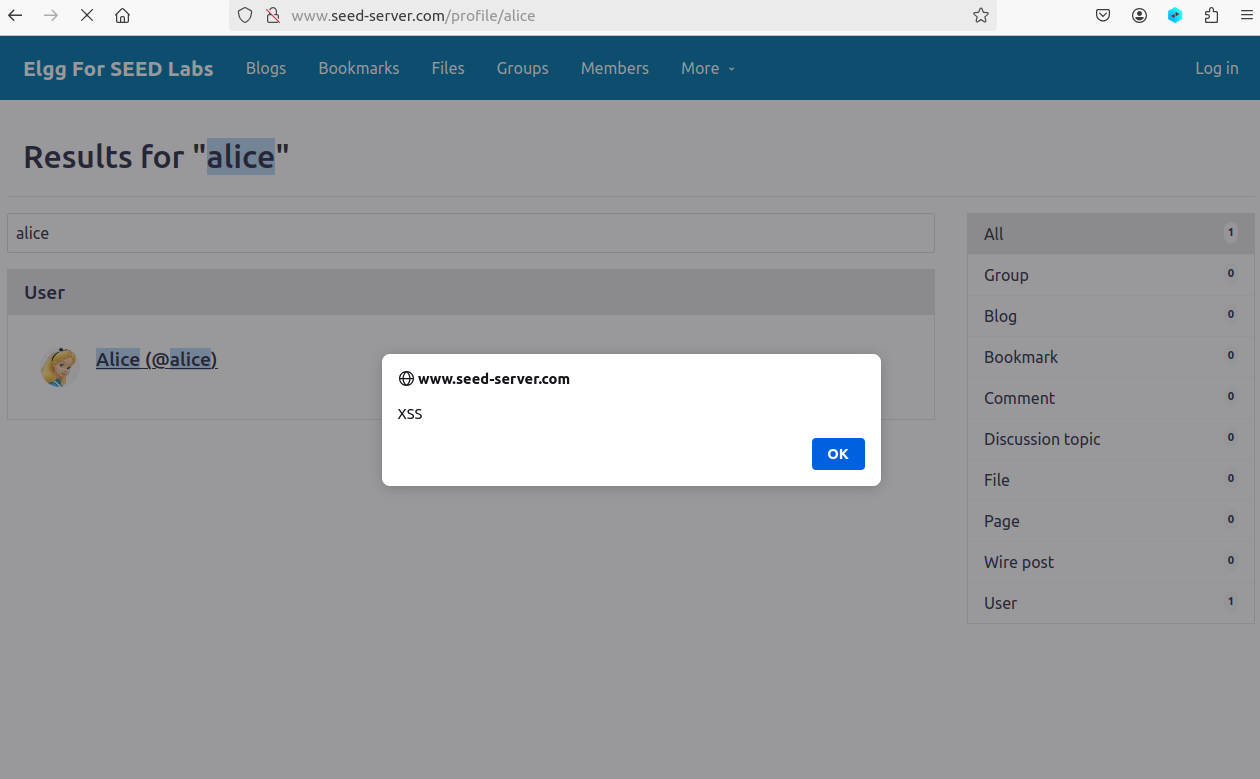 www.seed-server.com/profile/alice
Elgg For SEED Labs Blogs Bookmarks Files Groups Members More Log in
Results for "alice"
alice
User
Alice (@alice)
All 1
Group 0
Blog 0
Bookmark 0
Comment 0
Discussion topic 0
File 0
Page 0
Wire post 0
User 1
www.seed-server.com
XSS
OK